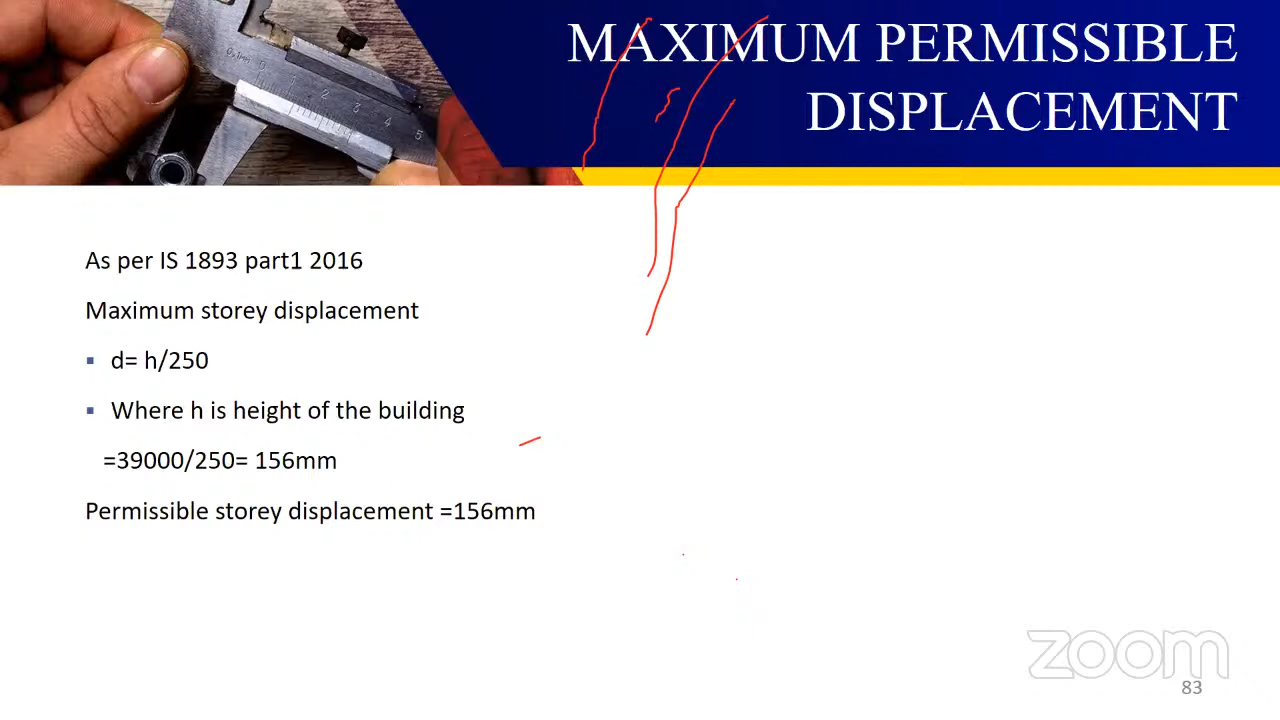 MAXIMUM PERMISSIBLE
DISPLACEMENT
As per IS 1893 part1 2016
Maximum storey displacement
▪ d= h/250
▪ Where h is height of the building
=39000/250= 156mm
Permissible storey displacement =156mm
zoom
83